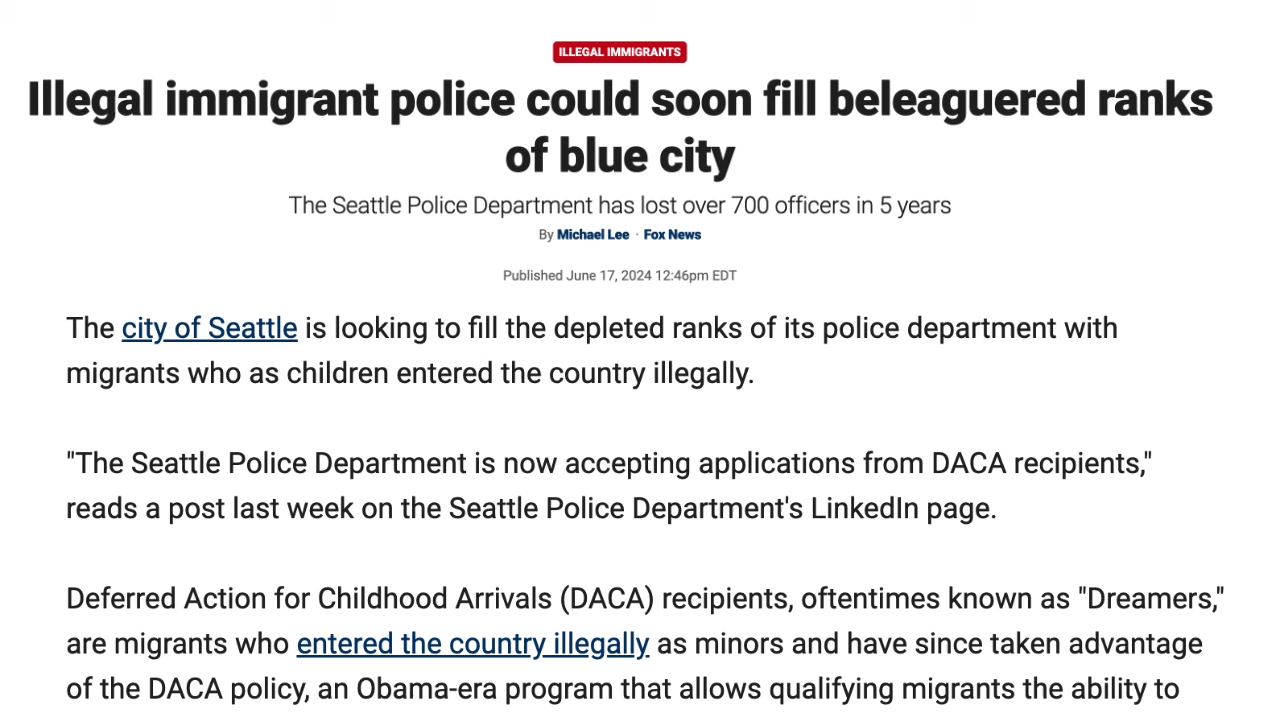 ILLEGAL IMMIGRANTS
Illegal immigrant police could soon fill beleaguered ranks
of blue city
The Seattle Police Department has lost over 700 officers in 5 years
By Michael Lee · Fox News
Published June 17, 2024 12:46pm EDT
The city of Seattle is looking to fill the depleted ranks of its police department with
migrants who as children entered the country illegally.
"The Seattle Police Department is now accepting applications from DACA recipients,"
reads a post last week on the Seattle Police Department's LinkedIn page.
Deferred Action for Childhood Arrivals (DACA) recipients, oftentimes known as "Dreamers,"
are migrants who entered the country illegally as minors and have since taken advantage
of the DACA policy, an Obama-era program that allows qualifying migrants the ability to